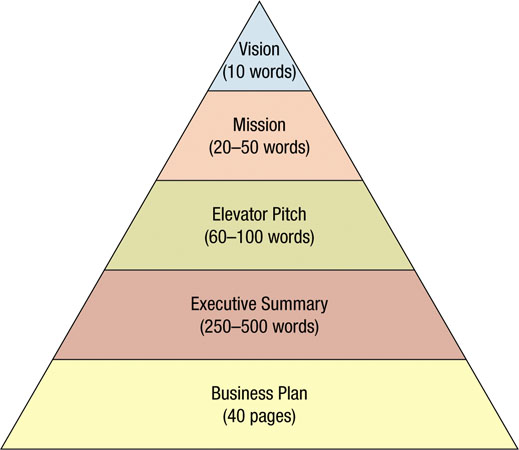 Vision
(10 words)
Mission
(20–50 words)
Elevator Pitch
(60–100 words)
Executive Summary
(250–500 words)
Business Plan
(40 pages)